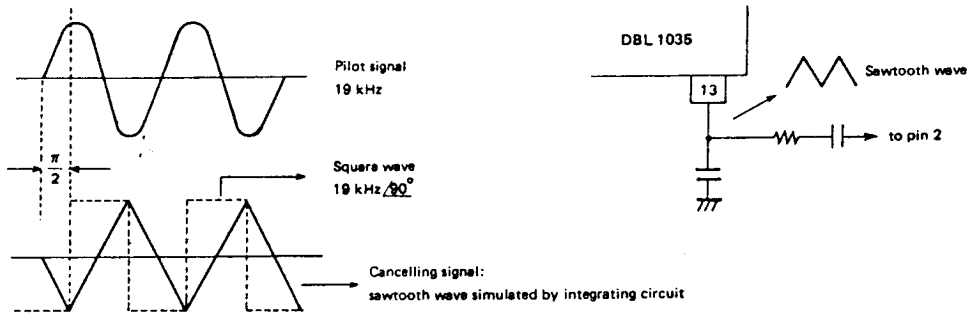 Pilot signal
19 kHz
π
2
Square wave
19 kHz /90°
Cancelling signal:
sawtooth wave simulated by integrating circuit
DBL 1035
13
Sawtooth wave
to pin 2